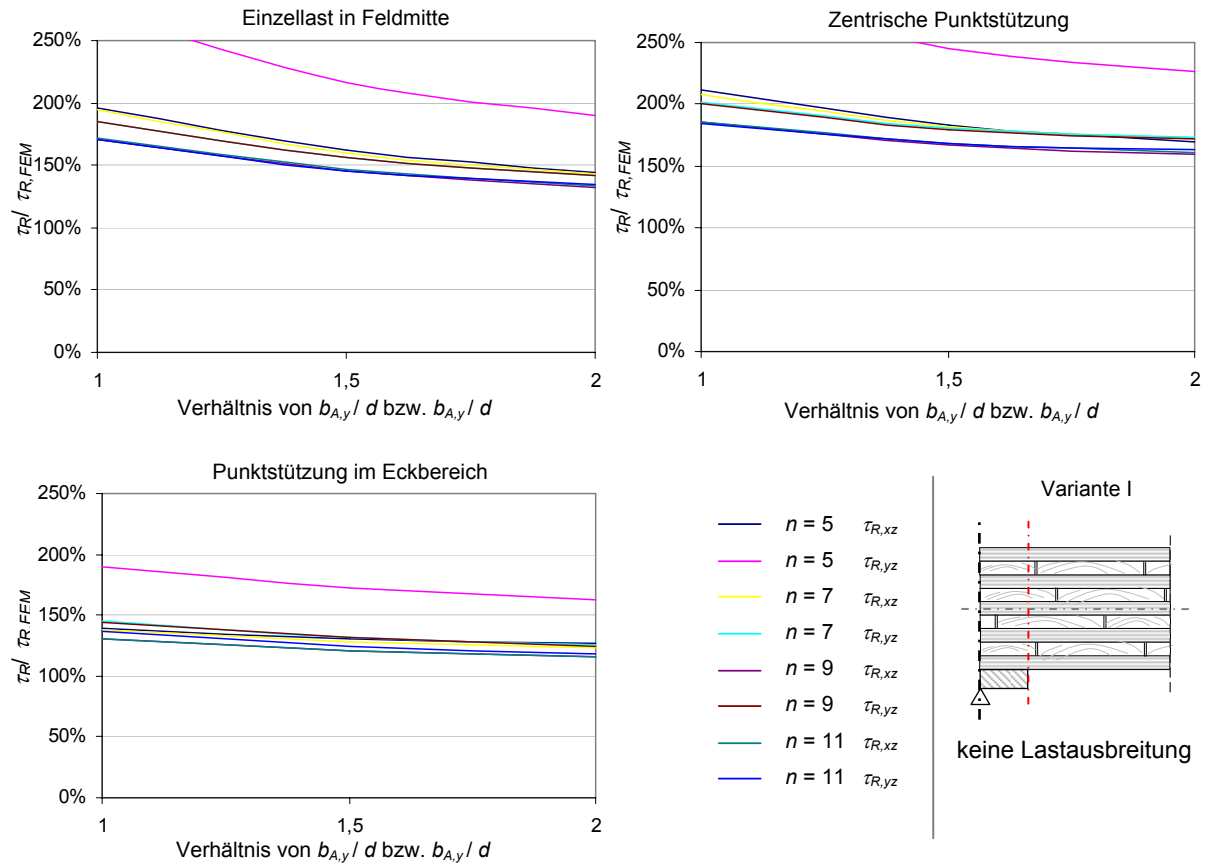 Einzellast in Feldmitte
250%
200%
150%
100%
50%
0%
τR/ τR,FEM
1 1,5 2
Verhältnis von bA,y / d bzw. bA,y / d
Zentrische Punktstützung
250%
200%
150%
100%
50%
0%
τR/ τR,FEM
1 1,5 2
Verhältnis von bA,y / d bzw. bA,y / d
Punktstützung im Eckbereich
250%
200%
150%
100%
50%
0%
τR/ τR,FEM
1 1,5 2
Verhältnis von bA,y / d bzw. bA,y / d
n = 5 τR,xz
n = 5 τR,yz
n = 7 τR,xz
n = 7 τR,yz
n = 9 τR,xz
n = 9 τR,yz
n = 11 τR,xz
n = 11 τR,yz
Variante I
keine Lastausbreitung